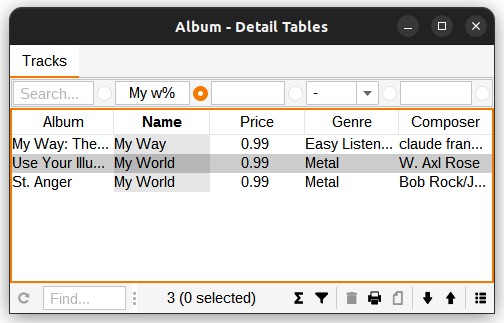 Album - Detail Tables
Tracks
Search... My w% -
Album Name Price Genre Composer
My Way: The... My Way 0.99 Easy Listen... claude fran...
Use Your Illu... My World 0.99 Metal W. Axl Rose
St. Anger My World 0.99 Metal Bob Rock/J...
Find... 3 (0 selected) Σ